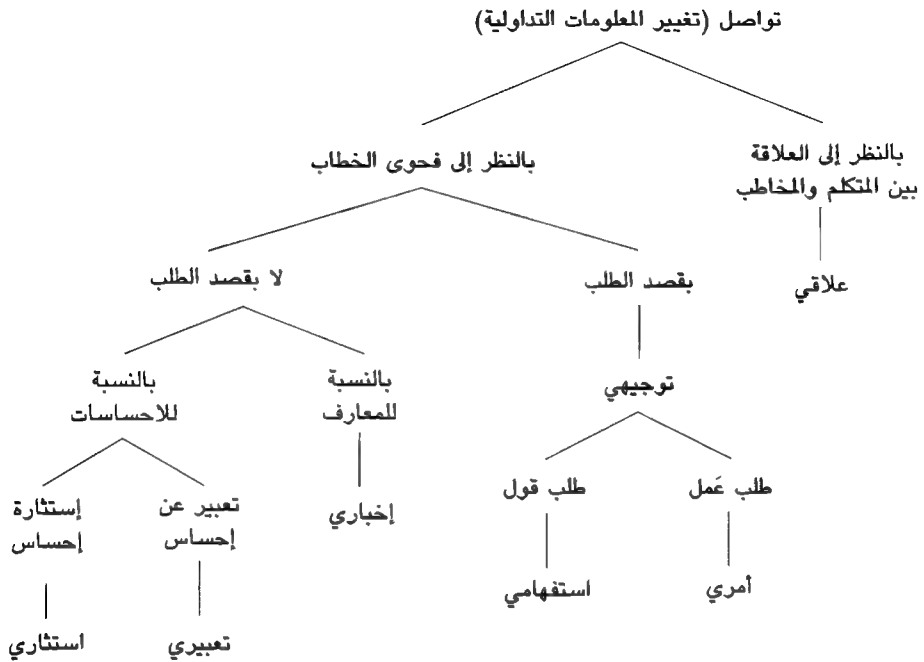 تواصل (تغيير المعلومات التداولية)
بالنظر إلى العلاقة
بين المتكلم والمخاطب
بالنظر إلى فحوى الخطاب
علاقي
بقصد الطلب
لا بقصد الطلب
توجيهي
بالنسبة
للمعارف
بالنسبة
للاحساسات
طلب عَمل
طلب قول
إخباري
تعبير عن
إحساس
إستثارة
إحساس
أمري
استفهامي
تعبيري
استثاري